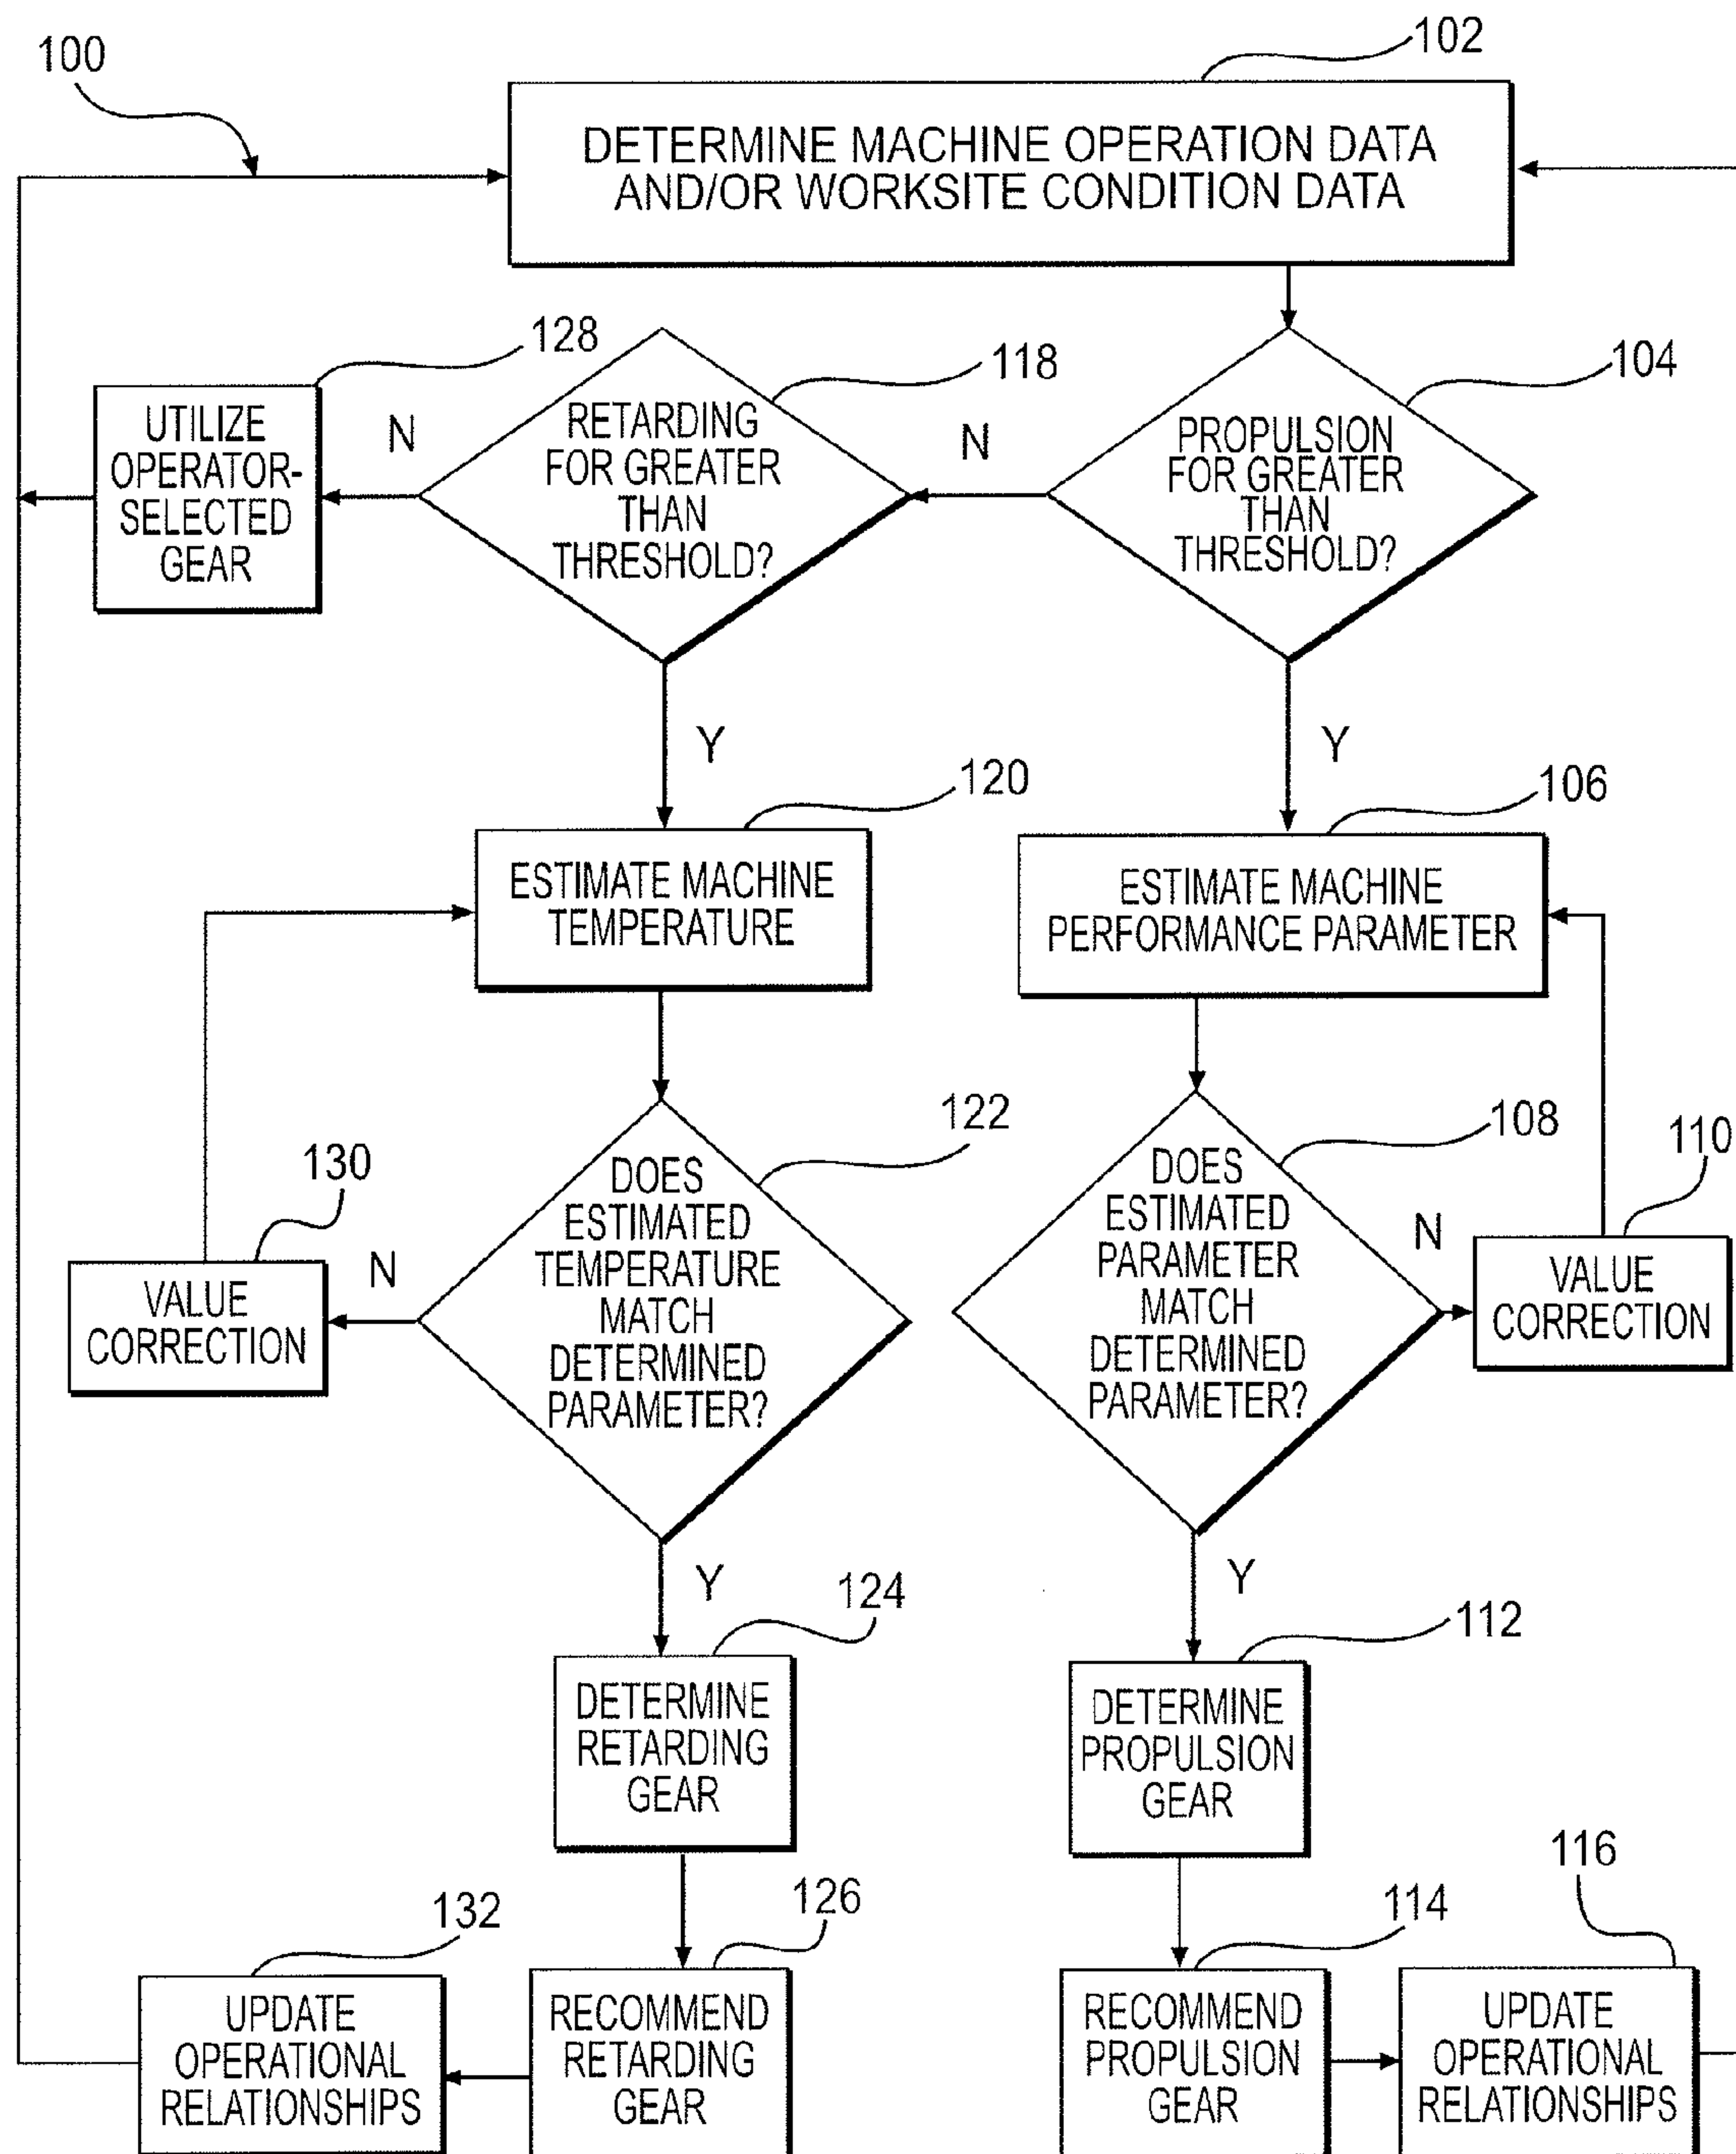 100
102
DETERMINE MACHINE OPERATION DATA
AND/OR WORKSITE CONDITION DATA
128
UTILIZE
OPERATOR-
SELECTED
GEAR
N
118
RETARDING
FOR GREATER
THAN
THRESHOLD?
N
104
PROPULSION
FOR GREATER
THAN
THRESHOLD?
Y
Y
120
ESTIMATE MACHINE
TEMPERATURE
106
ESTIMATE MACHINE
PERFORMANCE PARAMETER
130
VALUE
CORRECTION
N
122
DOES
ESTIMATED
TEMPERATURE
MATCH
DETERMINED
PARAMETER?
108
DOES
ESTIMATED
PARAMETER
MATCH
DETERMINED
PARAMETER?
N
110
VALUE
CORRECTION
Y
Y
124
DETERMINE
RETARDING
GEAR
112
DETERMINE
PROPULSION
GEAR
132
UPDATE
OPERATIONAL
RELATIONSHIPS
126
RECOMMEND
RETARDING
GEAR
114
RECOMMEND
PROPULSION
GEAR
116
UPDATE
OPERATIONAL
RELATIONSHIPS